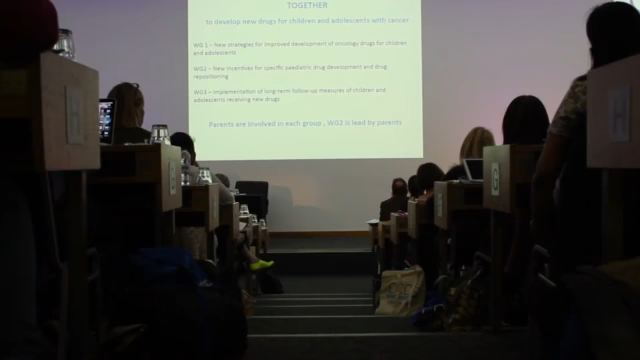 TOGETHER
to develop new drugs for children and adolescents with cancer
WG 1 – New strategies for improved development of oncology drugs for children
and adolescents
WG2 – New incentives for specific paediatric drug development and drug
repositioning
WG3 – Implementation of long-term follow-up measures of children and
adolescents receiving new drugs
Parents are involved in each group , WG2 is lead by parents
H
H
G
G